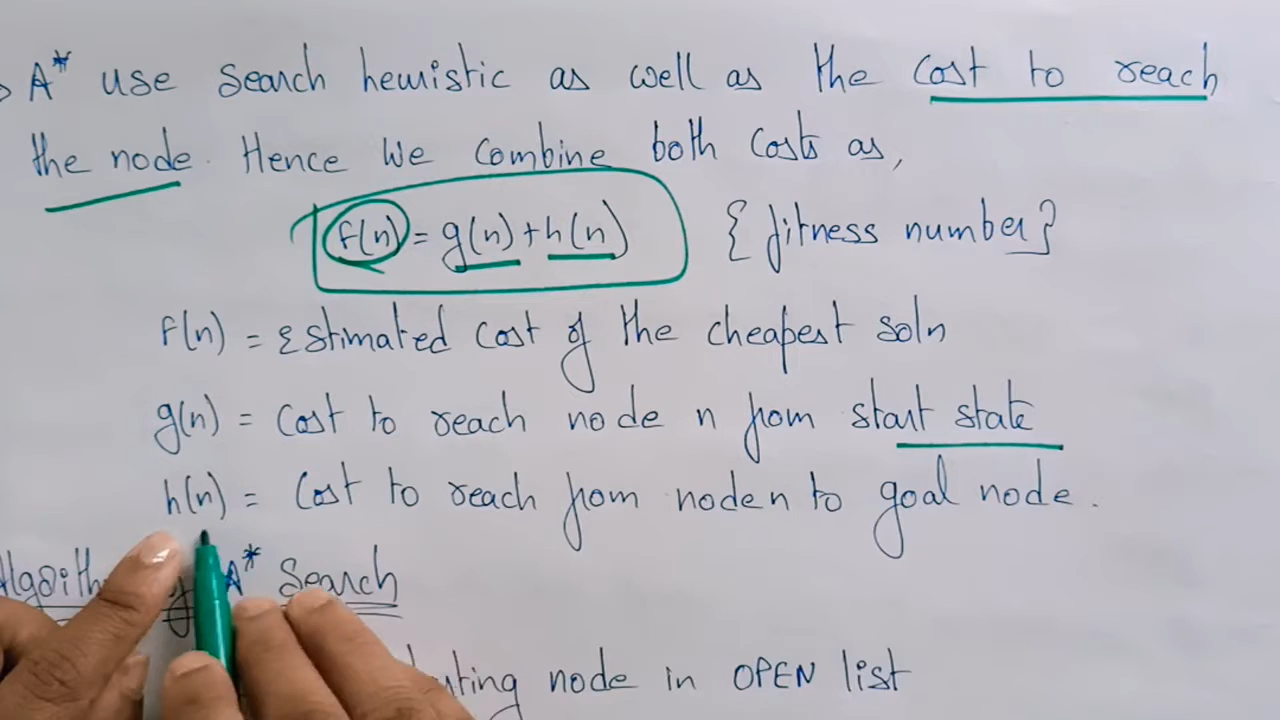 A* use search heuristic as well as the cost to reach
the node. Hence we combine both costs as,
f(n) = g(n) + h(n) {fitness number}
f(n) = Estimated cost of the cheapest soln
g(n) = cost to reach node n from start state
h(n) = cost to reach from node n to goal node.
A* Search
node in OPEN list